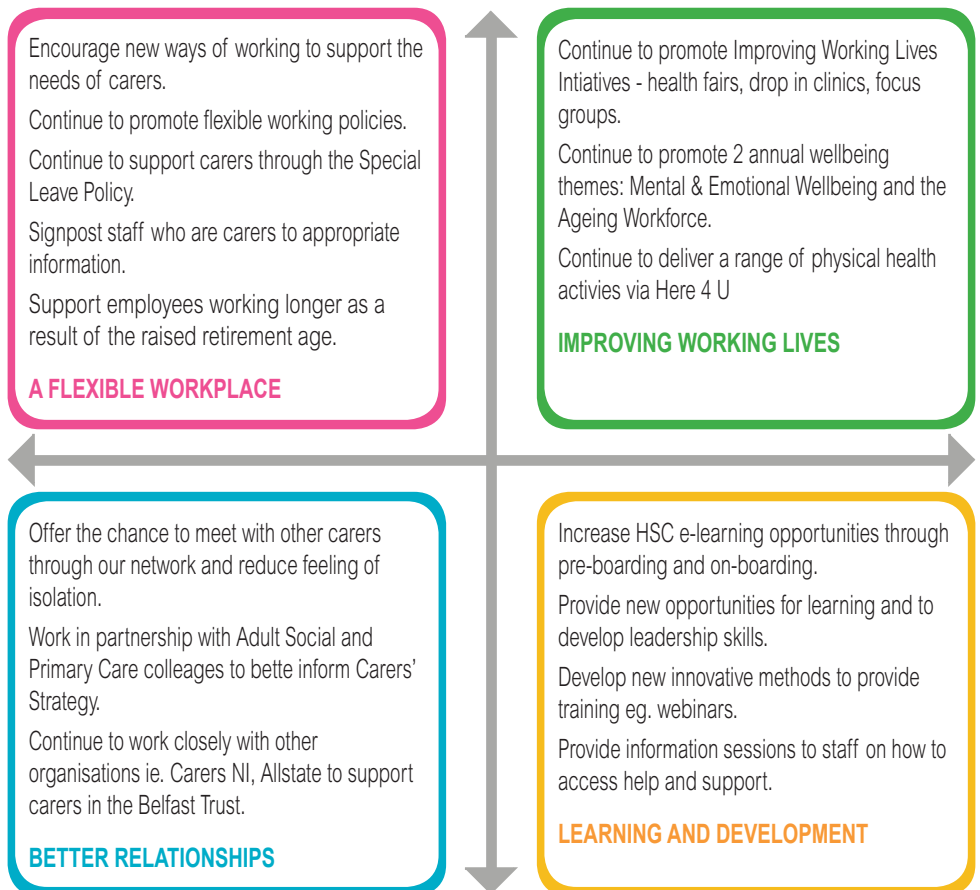 Encourage new ways of working to support the
needs of carers.
Continue to promote flexible working policies.
Continue to support carers through the Special
Leave Policy.
Signpost staff who are carers to appropriate
information.
Support employees working longer as a
result of the raised retirement age.
A FLEXIBLE WORKPLACE
Continue to promote Improving Working Lives
Intiatives - health fairs, drop in clinics, focus
groups.
Continue to promote 2 annual wellbeing
themes: Mental & Emotional Wellbeing and the
Ageing Workforce.
Continue to deliver a range of physical health
activies via Here 4 U
IMPROVING WORKING LIVES
Offer the chance to meet with other carers
through our network and reduce feeling of
isolation.
Work in partnership with Adult Social and
Primary Care colleages to bette inform Carers’
Strategy.
Continue to work closely with other
organisations ie. Carers NI, Allstate to support
carers in the Belfast Trust.
BETTER RELATIONSHIPS
Increase HSC e-learning opportunities through
pre-boarding and on-boarding.
Provide new opportunities for learning and to
develop leadership skills.
Develop new innovative methods to provide
training eg. webinars.
Provide information sessions to staff on how to
access help and support.
LEARNING AND DEVELOPMENT